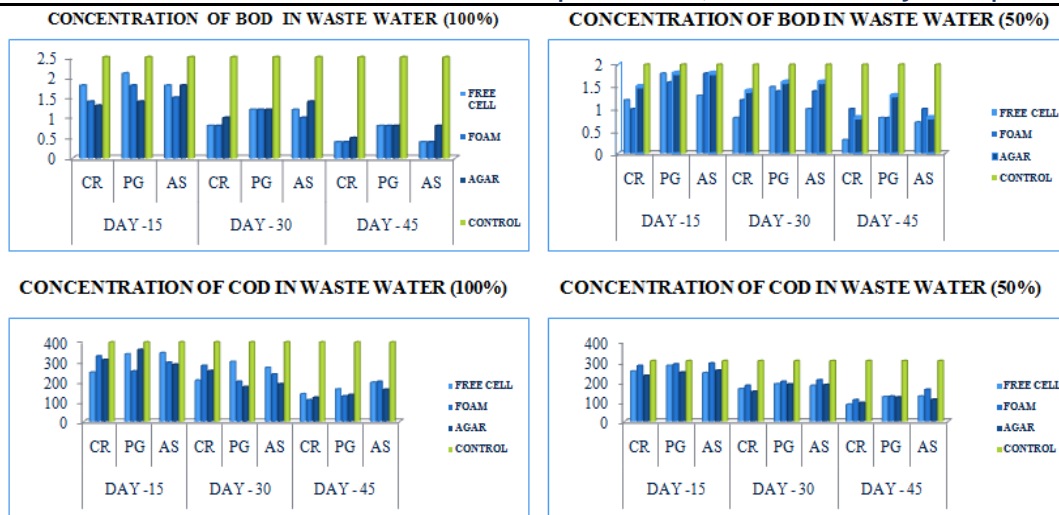 CONCENTRATION OF BOD IN WASTE WATER (100%)
2.5
2
1.5
1
0.5
0
CR PG AS CR PG AS CR PG AS
DAY -15 DAY - 30 DAY - 45
FREE CELL
FOAM
AGAR
CONTROL
CONCENTRATION OF BOD IN WASTE WATER (50%)
2
1.5
1
0.5
0
CR PG AS CR PG AS CR PG AS
DAY -15 DAY - 30 DAY - 45
FREE CELL
FOAM
AGAR
CONTROL
CONCENTRATION OF COD IN WASTE WATER (100%)
400
300
200
100
0
CR PG AS CR PG AS CR PG AS
DAY -15 DAY - 30 DAY - 45
FREE CELL
FOAM
AGAR
CONTROL
CONCENTRATION OF COD IN WASTE WATER (50%)
400
300
200
100
0
CR PG AS CR PG AS CR PG AS
DAY -15 DAY - 30 DAY - 45
FREE CELL
FOAM
AGAR
CONTROL